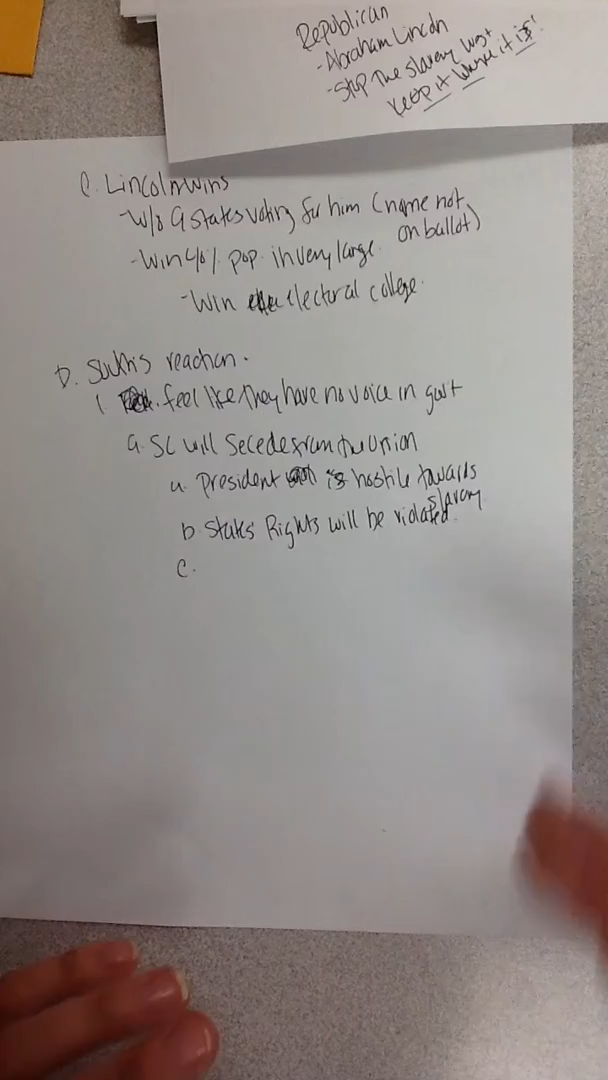 Republican
-Abraham Lincoln
-Stop the slavery west
keep it where it is!
C. Lincoln wins
-W/o 9 states voting for him (name not on ballot)
-Win 40% pop. in very large
-Win electoral college
D. South's reaction.
1. feel like they have no voice in gov't
a. SC will secede from the Union
a. President is hostile towards slavery
b. States Rights will be violated.
c.